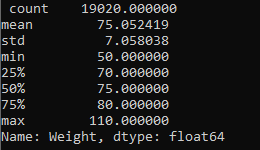 count    19020.000000
mean        75.052419
std          7.058038
min         50.000000
25%         70.000000
50%         75.000000
75%         80.000000
max        110.000000
Name: Weight, dtype: float64